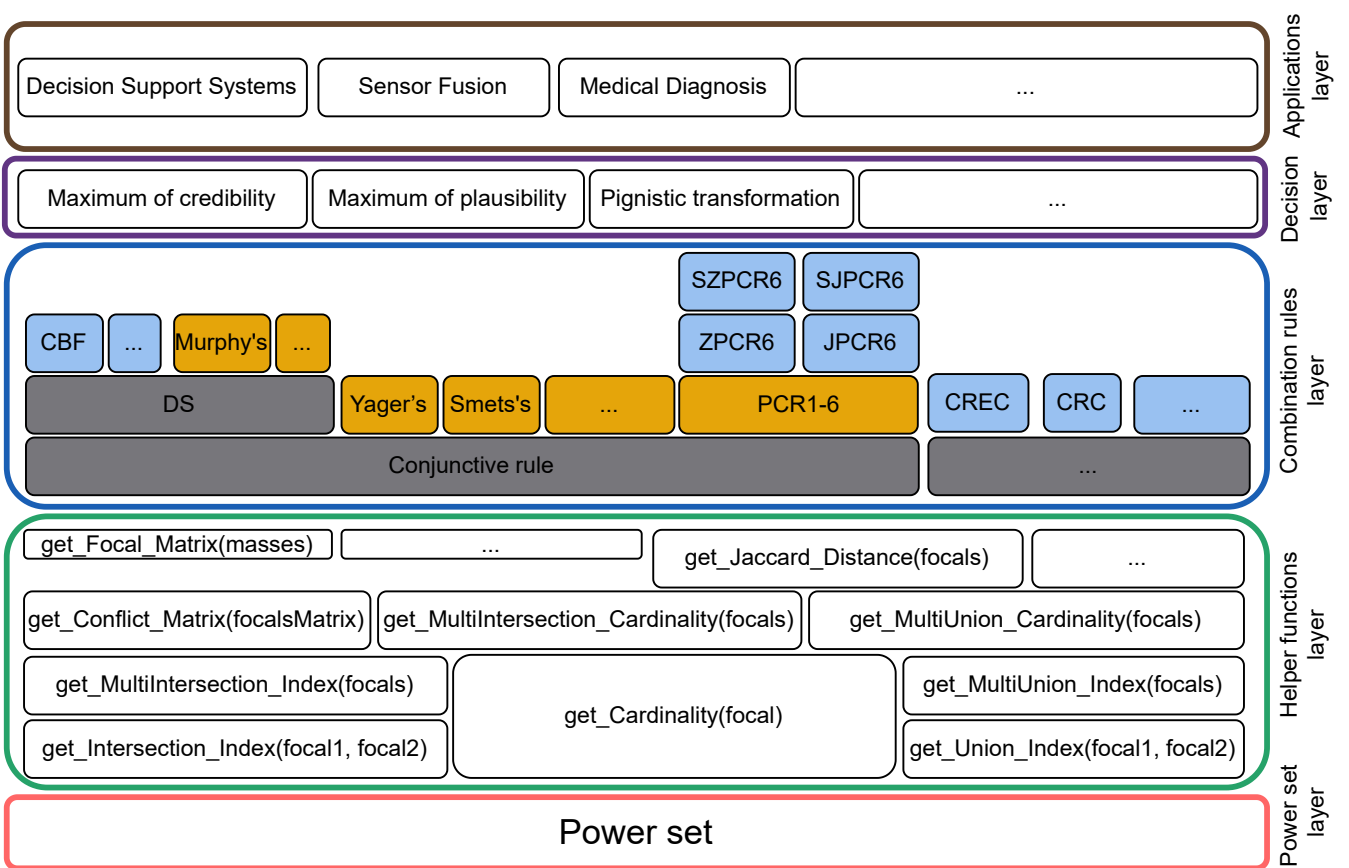 Decision Support Systems
Sensor Fusion
Medical Diagnosis
...
Applications
layer
Maximum of credibility
Maximum of plausibility
Pignistic transformation
...
Decision
layer
SZPCR6
SJPCR6
CBF
...
Murphy's
...
ZPCR6
JPCR6
DS
Yager’s
Smets's
...
PCR1-6
CREC
CRC
...
Conjunctive rule
...
Combination rules
layer
get_Focal_Matrix(masses)
...
get_Jaccard_Distance(focals)
...
get_Conflict_Matrix(focalsMatrix)
get_MultiIntersection_Cardinality(focals)
get_MultiUnion_Cardinality(focals)
get_MultiIntersection_Index(focals)
get_Cardinality(focal)
get_MultiUnion_Index(focals)
get_Intersection_Index(focal1, focal2)
get_Union_Index(focal1, focal2)
Helper functions
layer
Power set
Power set
layer